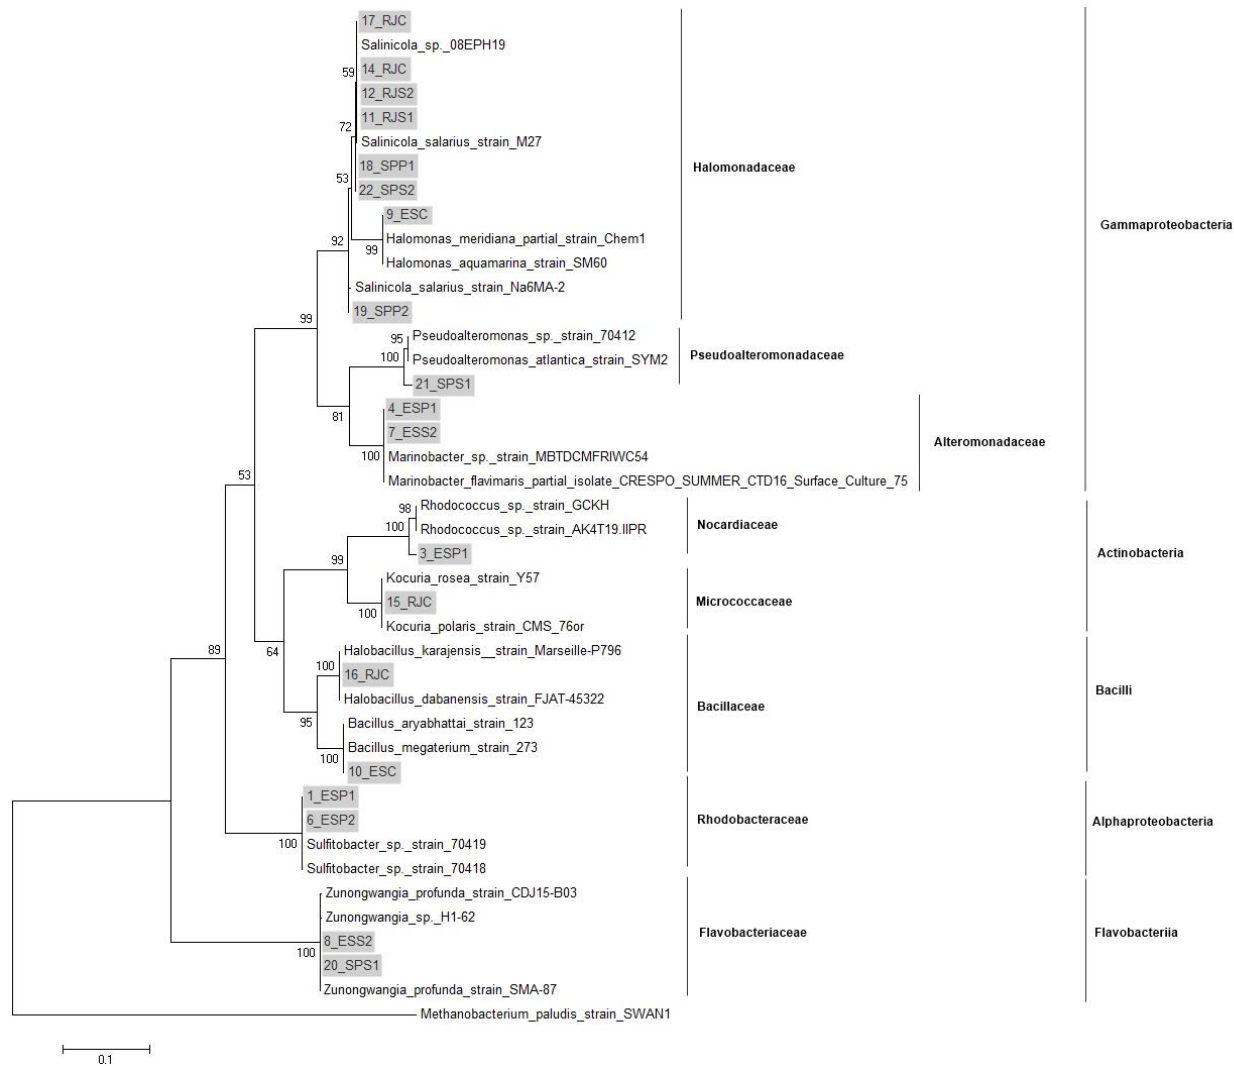 17_RJC
Salinicola_sp._08EPH19
59
14_RJC
12_RJS2
11_RJS1
72
Salinicola_salarius_strain_M27
18_SPP1
Halomonadaceae
53
22_SPS2
9_ESC
Gammaproteobacteria
92
Halomonas_meridiana_partial_strain_Chem1
99
Halomonas_aquamarina_strain_SM60
Salinicola_salarius_strain_Na6MA-2
19_SPP2
99
95
Pseudoalteromonas_sp._strain_70412
100
Pseudoalteromonas_atlantica_strain_SYM2
Pseudoalteromonadaceae
21_SPS1
81
4_ESP1
7_ESS2
Alteromonadaceae
100
Marinobacter_sp._strain_MBTDCMFRIWC54
Marinobacter_flavimaris_partial_isolate_CRESPO_SUMMER_CTD16_Surface_Culture_75
53
98
Rhodococcus_sp._strain_GCKH
100
Rhodococcus_sp._strain_AK4T19.IIPR
Nocardiaceae
3_ESP1
Actinobacteria
99
Kocuria_rosea_strain_Y57
15_RJC
Micrococcaceae
100
Kocuria_polaris_strain_CMS_76or
89
64
Halobacillus_karajensis__strain_Marseille-P796
100
16_RJC
Bacilli
Halobacillus_dabanensis_strain_FJAT-45322
Bacillaceae
95
Bacillus_aryabhattai_strain_123
Bacillus_megaterium_strain_273
100
10_ESC
1_ESP1
6_ESP2
Rhodobacteraceae
Alphaproteobacteria
100
Sulfitobacter_sp._strain_70419
Sulfitobacter_sp._strain_70418
Zunongwangia_profunda_strain_CDJ15-B03
Zunongwangia_sp._H1-62
Flavobacteriaceae
Flavobacteriia
8_ESS2
100
20_SPS1
Zunongwangia_profunda_strain_SMA-87
Methanobacterium_paludis_strain_SWAN1
0.1